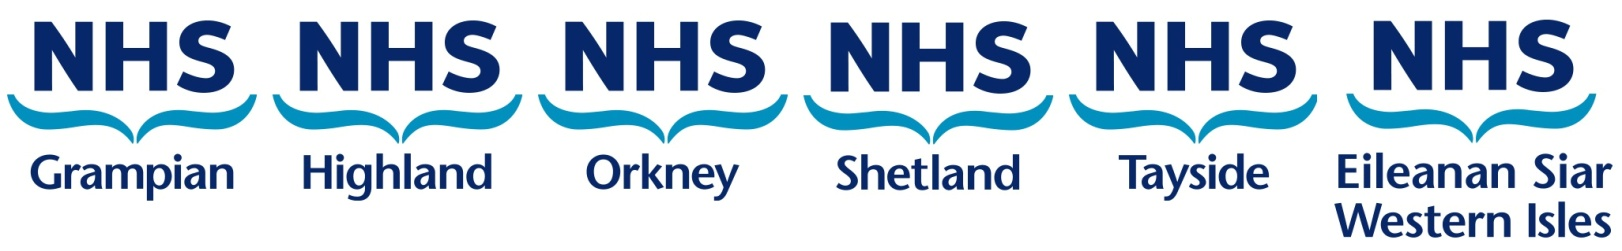 NHS NHS NHS NHS NHS NHS
Grampian Highland Orkney Shetland Tayside Eileanan Siar
Western Isles